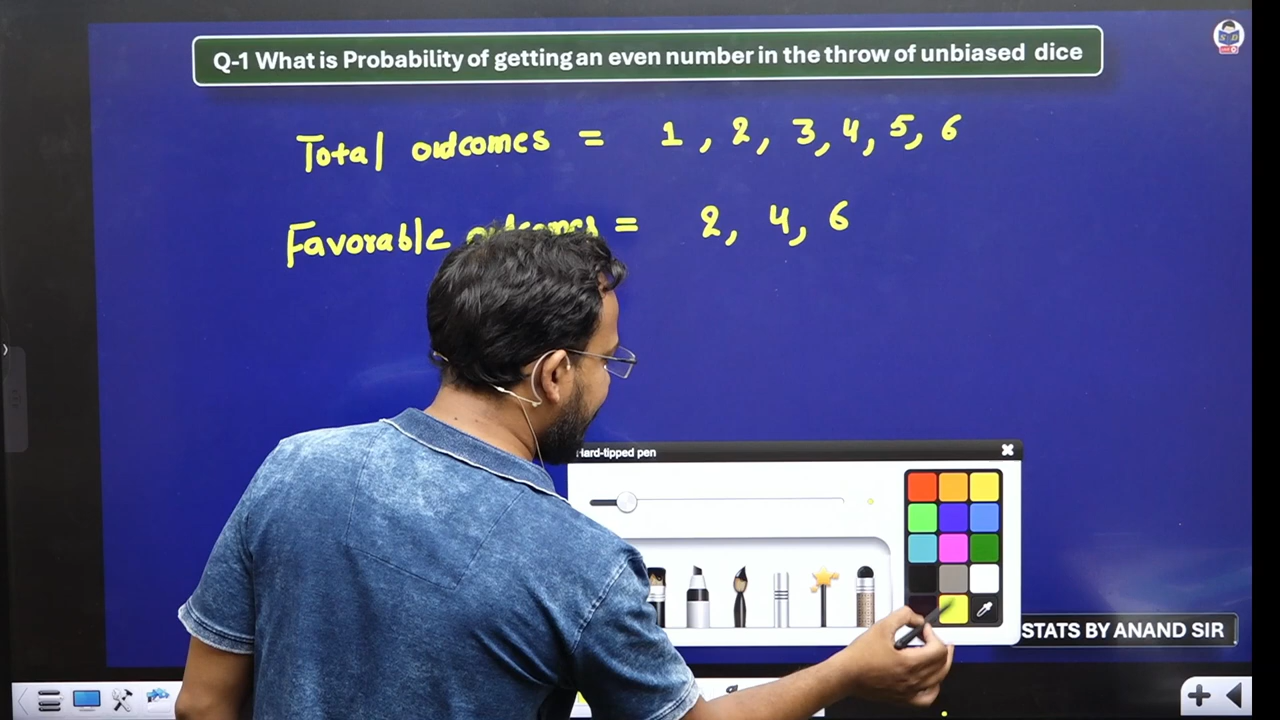 Q-1 What is Probability of getting an even number in the throw of unbiased dice
Total outcomes = 1, 2, 3, 4, 5, 6
Favorable outcomes = 2, 4, 6
Hard-tipped pen
STATS BY ANAND SIR